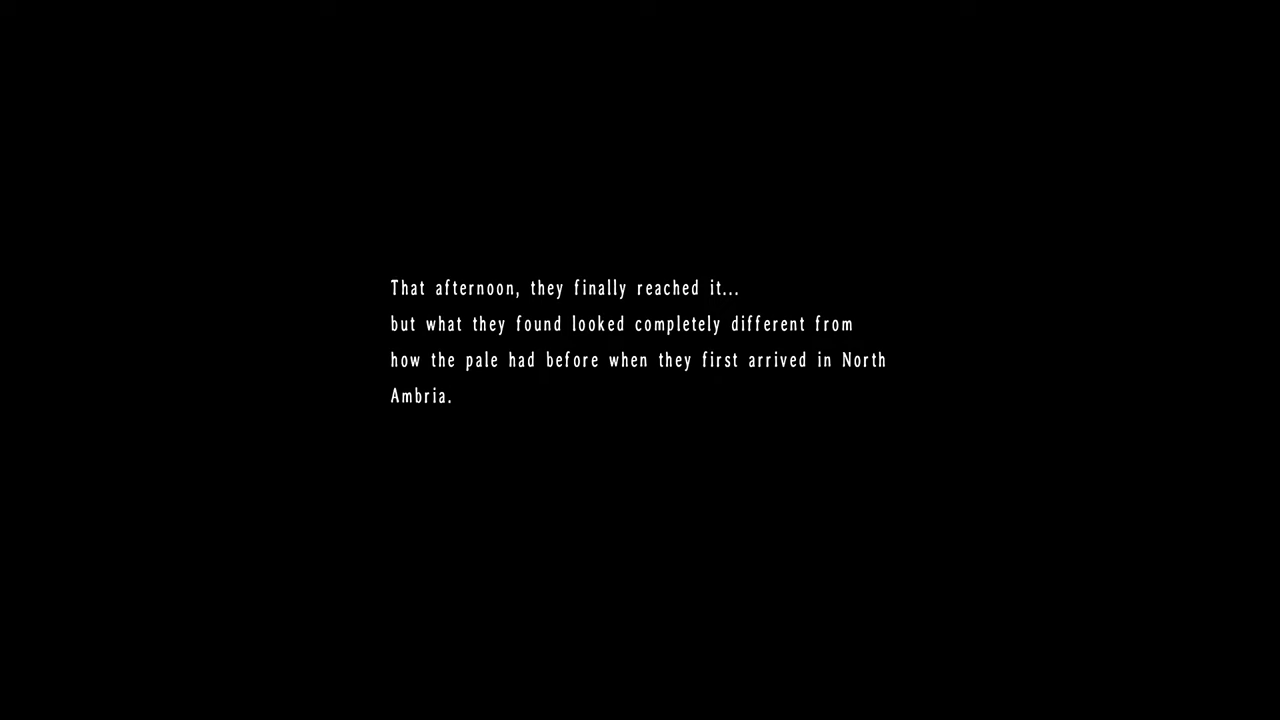 That afternoon, they finally reached it...
but what they found looked completely different from
how the pale had before when they first arrived in North
Ambria.